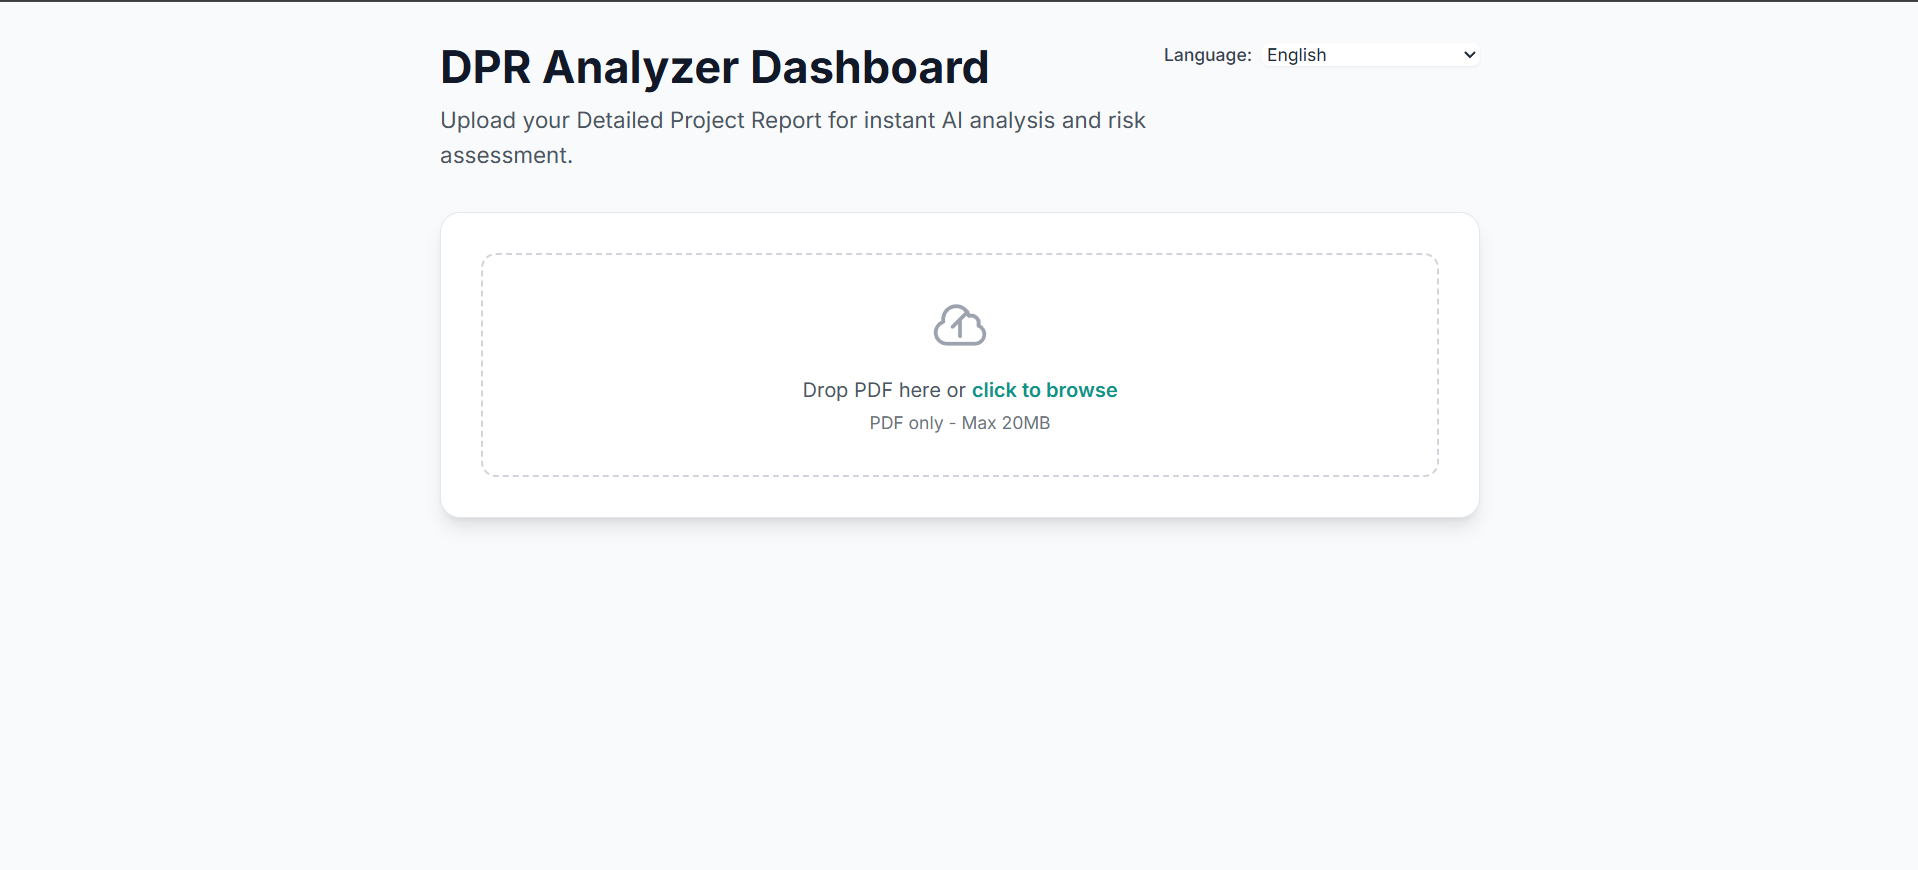 DPR Analyzer Dashboard
Language: English
Upload your Detailed Project Report for instant AI analysis and risk
assessment.
Drop PDF here or click to browse
PDF only - Max 20MB